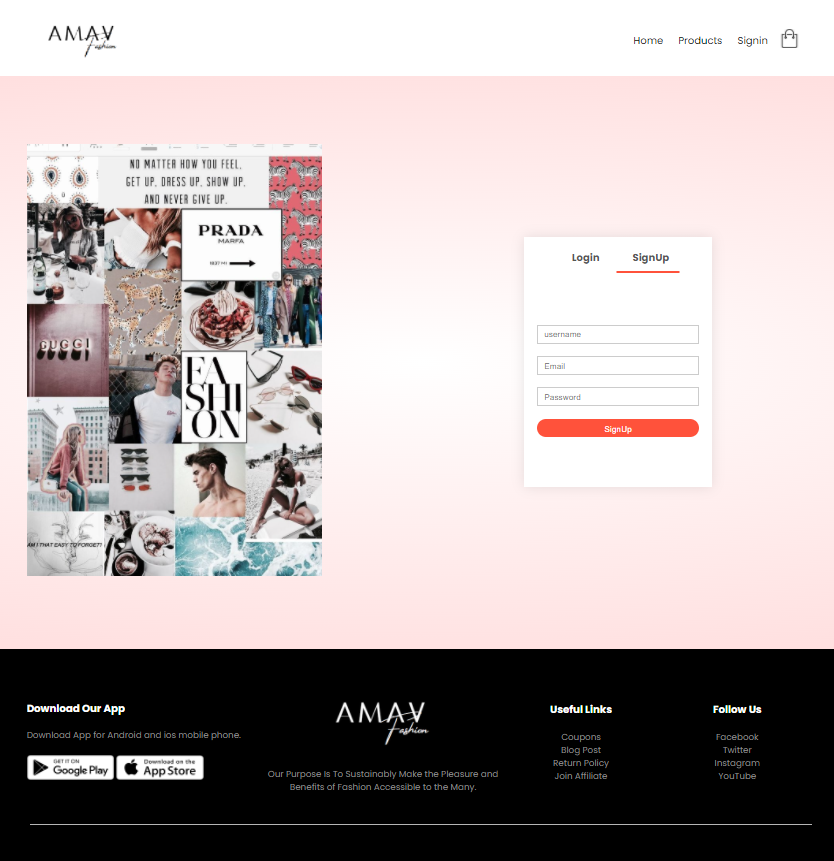 AMAV
Fashion
Home Products Signin
NO MATTER HOW YOU FEEL,
GET UP, DRESS UP, SHOW UP,
AND NEVER GIVE UP.
PRADA
MARFA
GUCCI
FA
SHI
ON
AM I THAT EASY TO FORGET?
Login SignUp
username
Email
Password
SignUp
Download Our App
Download App for Android and ios mobile phone.
GET IT ON
Google Play
Download on the
App Store
AMAV
Fashion
Our Purpose Is To Sustainably Make the Pleasure and
Benefits of Fashion Accessible to the Many.
Useful Links
Coupons
Blog Post
Return Policy
Join Affiliate
Follow Us
Facebook
Twitter
Instagram
YouTube